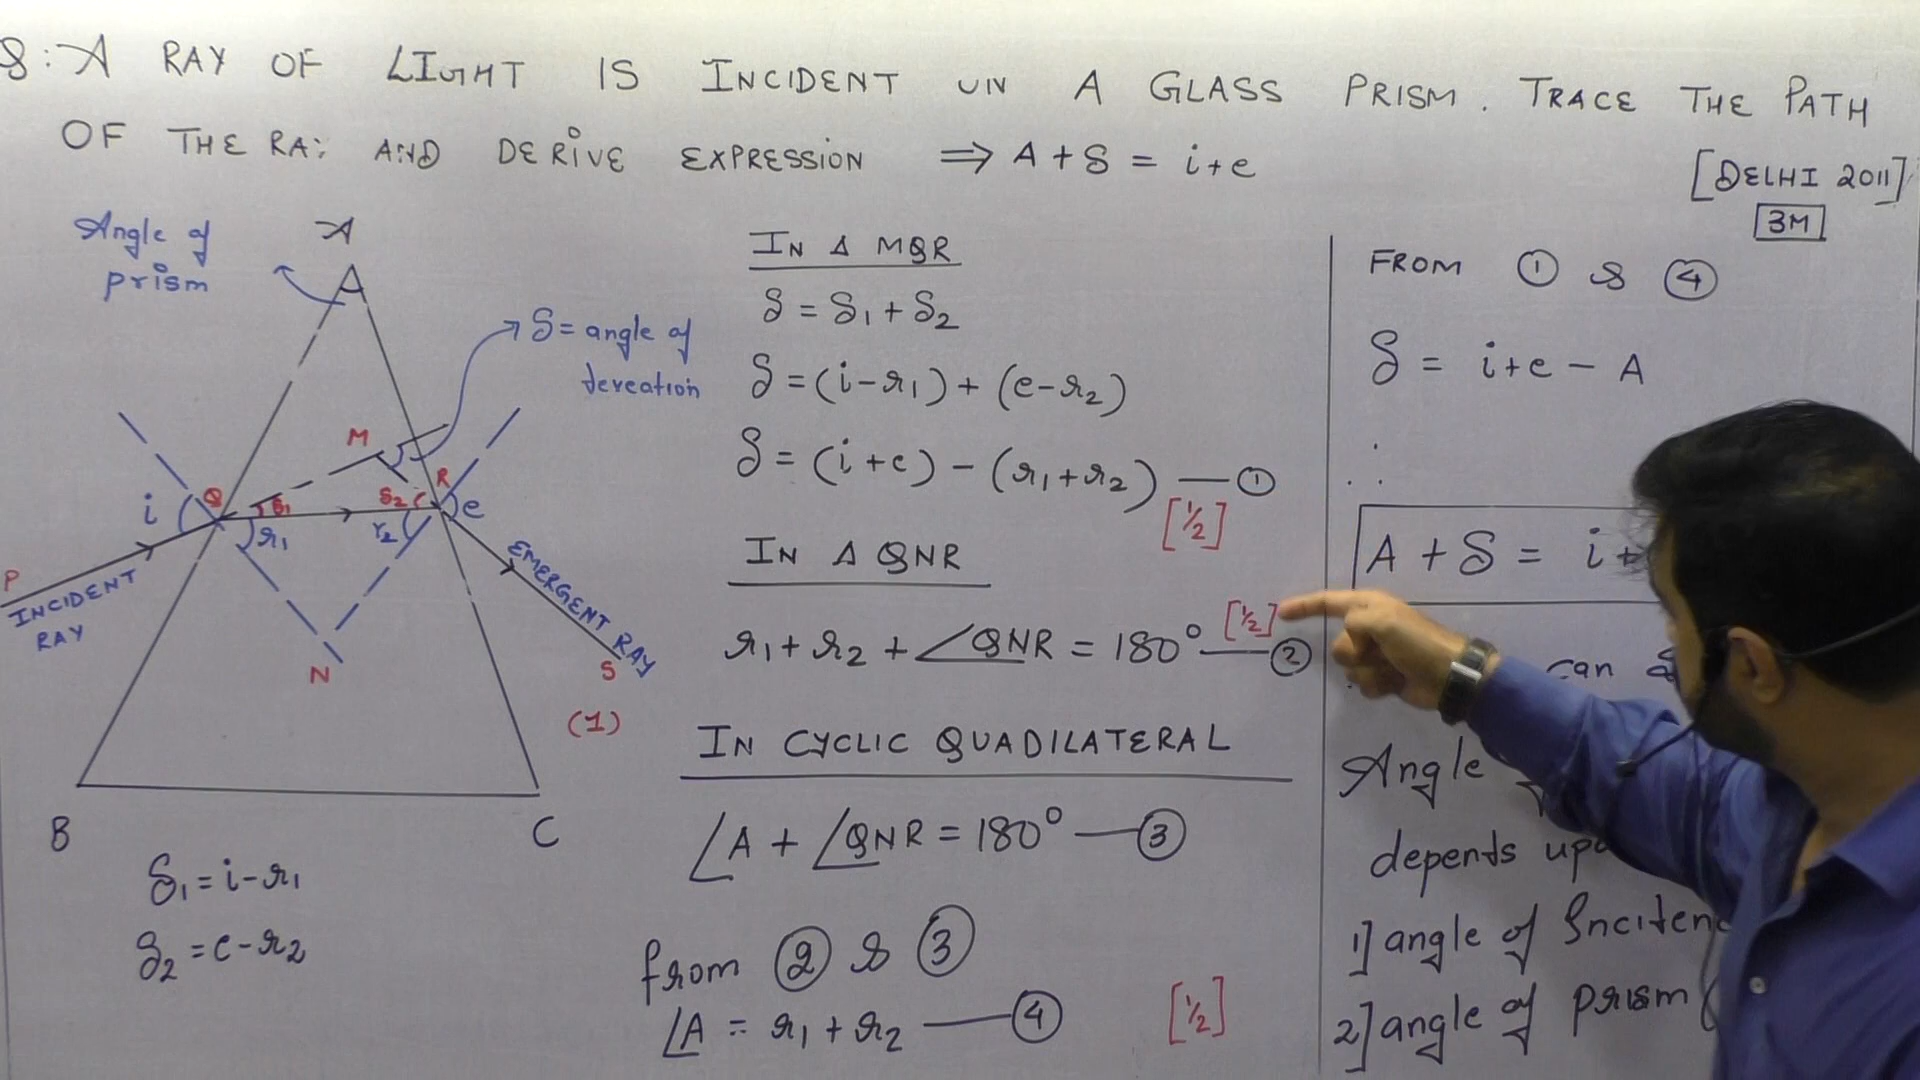 Q: A RAY OF LIGHT IS INCIDENT ON A GLASS PRISM. TRACE THE PATH
OF THE RAY AND DERIVE EXPRESSION ⇒ A + δ = i + e
[DELHI 2011]
3M
Angle of
prism
A
δ = angle of
deveation
M
R
Q
i
δ1
δ2
r1
r2
e
P
INCIDENT
RAY
EMERGENT RAY
S
N
(1)
B
C
δ1 = i - r1
δ2 = e - r2
IN Δ MQR
δ = δ1 + δ2
δ = (i - r1) + (e - r2)
δ = (i + e) - (r1 + r2) — ①
[½]
IN Δ QNR
r1 + r2 + ∠QNR = 180° — ②
[½]
IN CYCLIC QUADILATERAL
∠A + ∠QNR = 180° — ③
from ② & ③
∠A = r1 + r2 — ④
[½]
FROM ① & ④
δ = i + e - A
∴
A + δ = i +
can
Angle
depends
1] angle of
2] angle of prism (